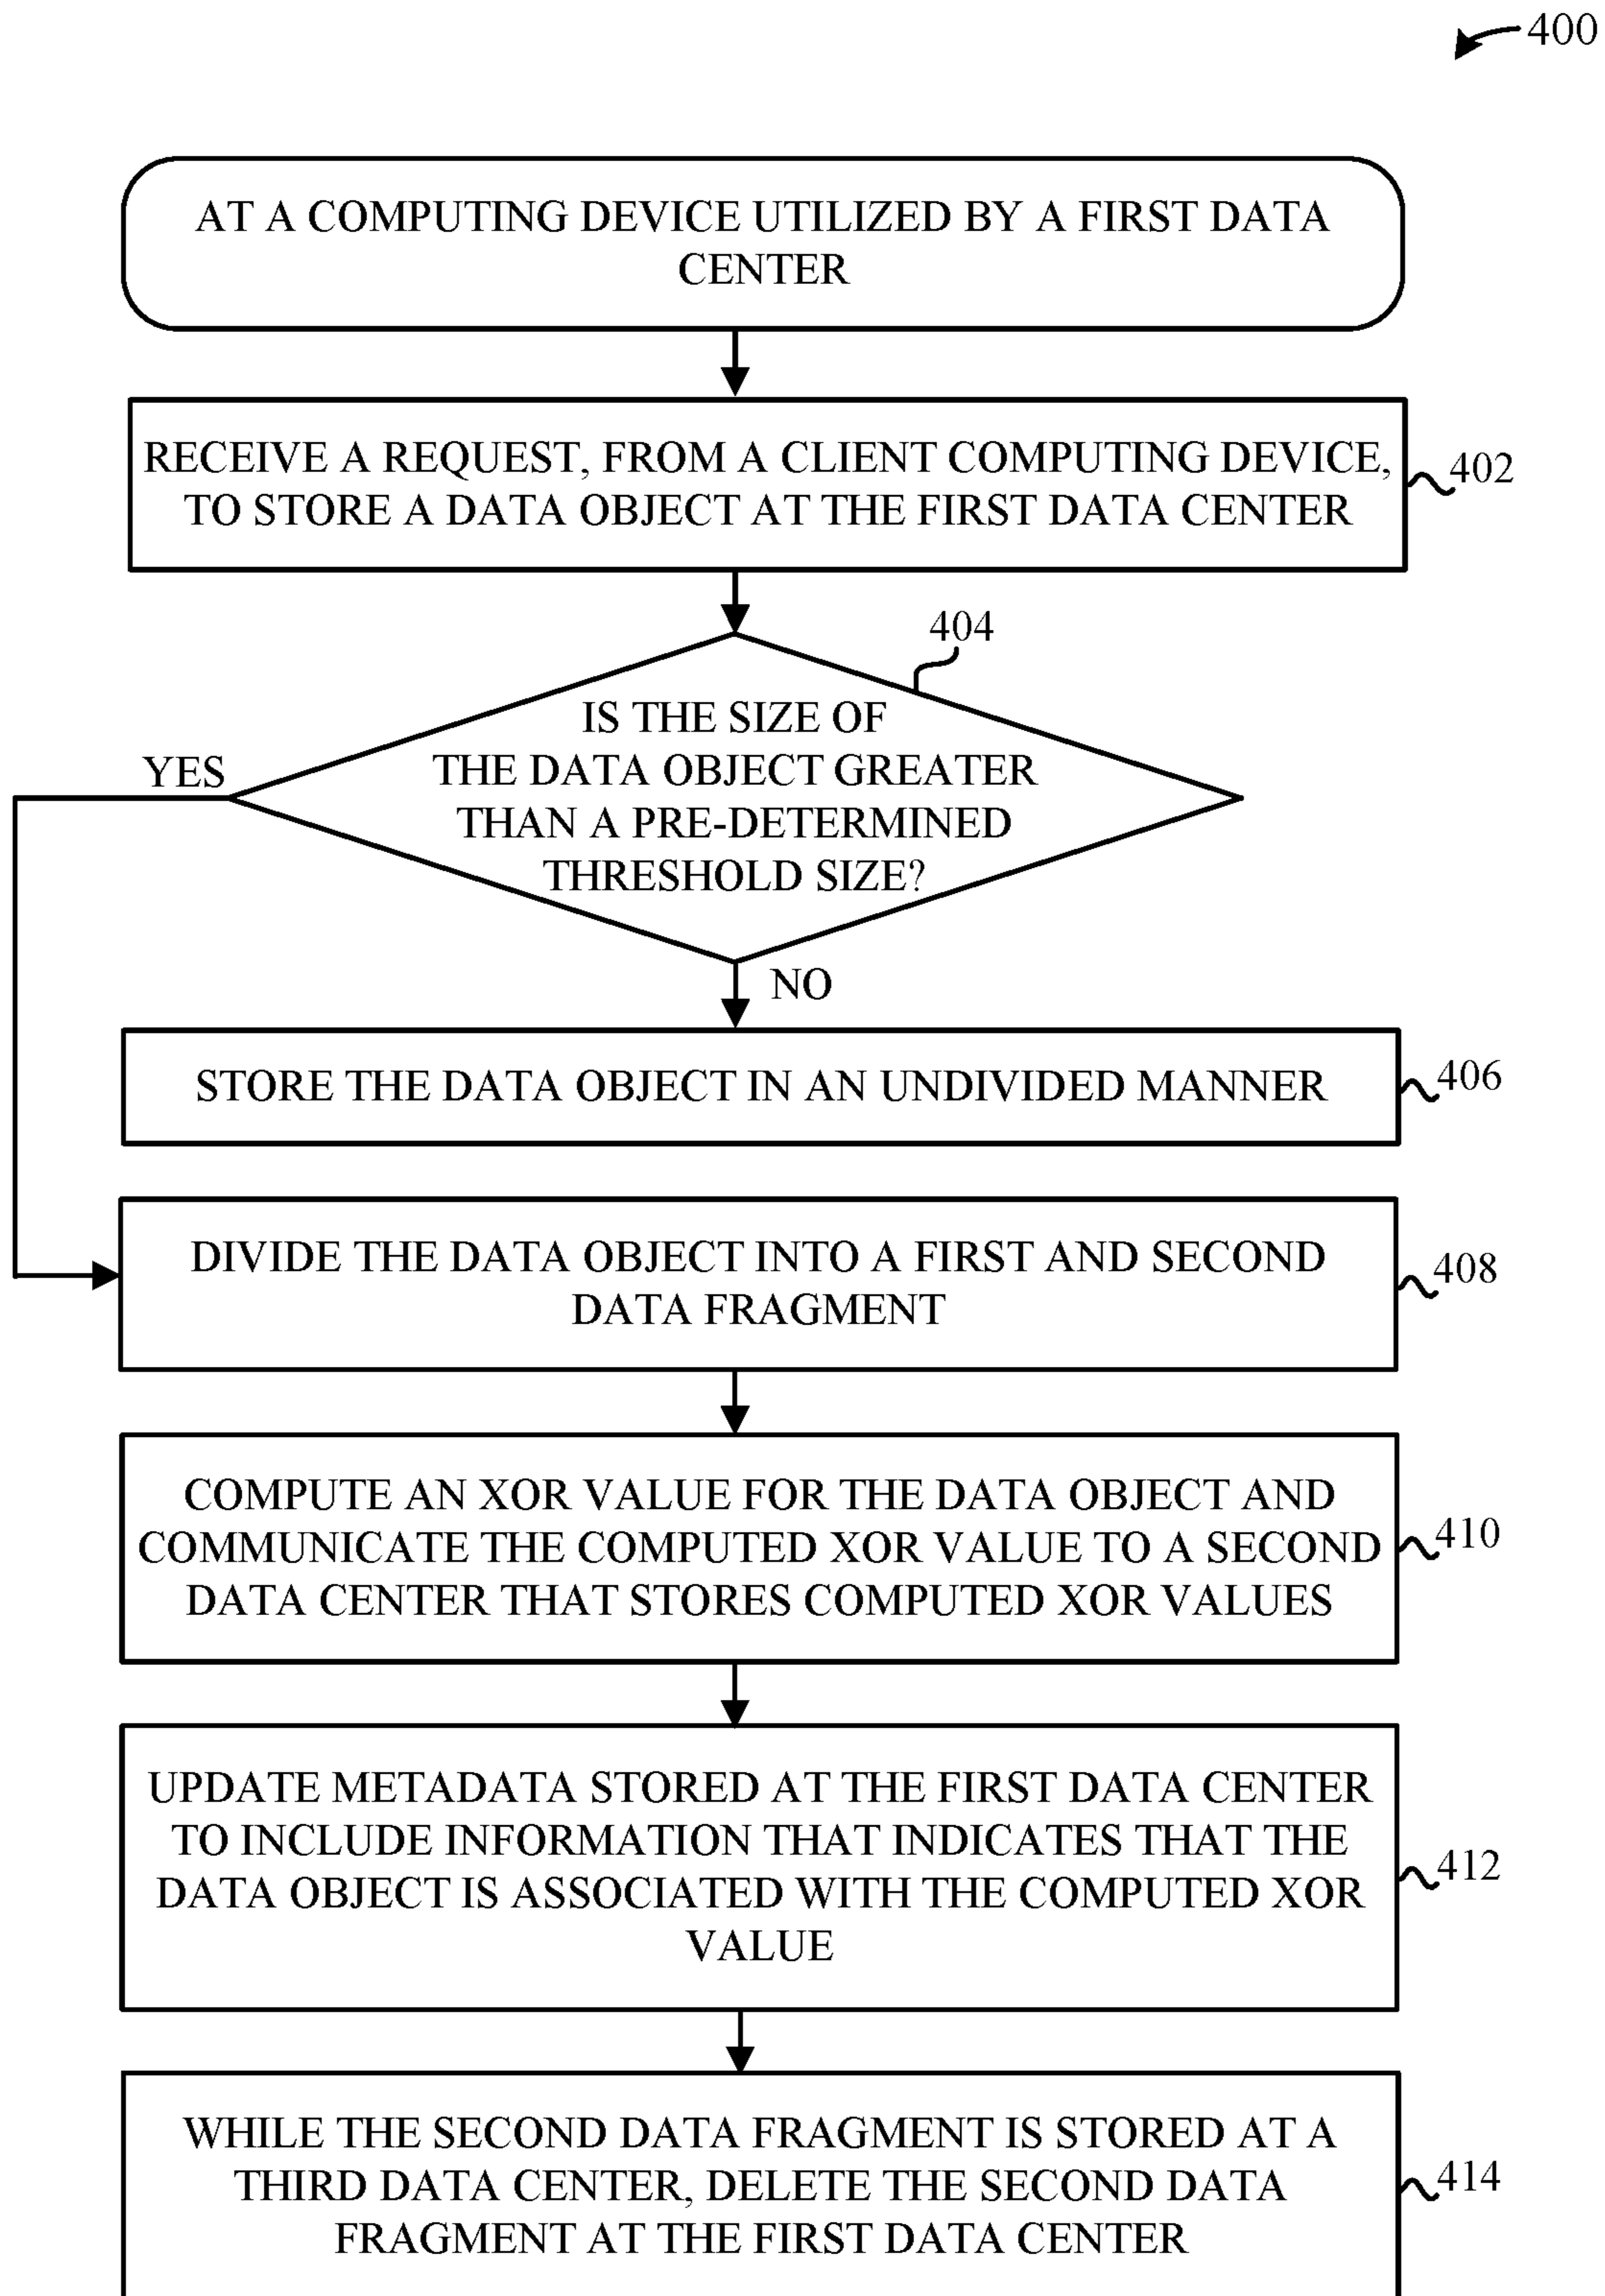 400
AT A COMPUTING DEVICE UTILIZED BY A FIRST DATA
CENTER
RECEIVE A REQUEST, FROM A CLIENT COMPUTING DEVICE,
TO STORE A DATA OBJECT AT THE FIRST DATA CENTER
402
404
IS THE SIZE OF
THE DATA OBJECT GREATER
THAN A PRE-DETERMINED
THRESHOLD SIZE?
YES
NO
STORE THE DATA OBJECT IN AN UNDIVIDED MANNER
406
DIVIDE THE DATA OBJECT INTO A FIRST AND SECOND
DATA FRAGMENT
408
COMPUTE AN XOR VALUE FOR THE DATA OBJECT AND
COMMUNICATE THE COMPUTED XOR VALUE TO A SECOND
DATA CENTER THAT STORES COMPUTED XOR VALUES
410
UPDATE METADATA STORED AT THE FIRST DATA CENTER
TO INCLUDE INFORMATION THAT INDICATES THAT THE
DATA OBJECT IS ASSOCIATED WITH THE COMPUTED XOR
VALUE
412
WHILE THE SECOND DATA FRAGMENT IS STORED AT A
THIRD DATA CENTER, DELETE THE SECOND DATA
FRAGMENT AT THE FIRST DATA CENTER
414